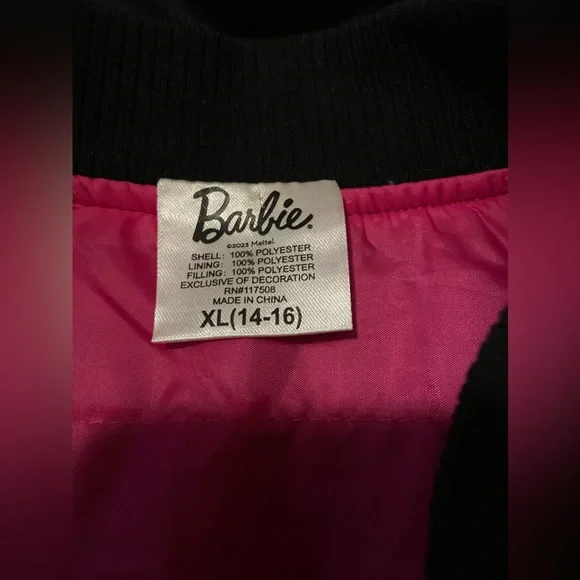 Barbie.
©2023 Mattel.
SHELL: 100% POLYESTER
LINING: 100% POLYESTER
FILLING: 100% POLYESTER
EXCLUSIVE OF DECORATION
RN#117508
MADE IN CHINA
XL(14-16)